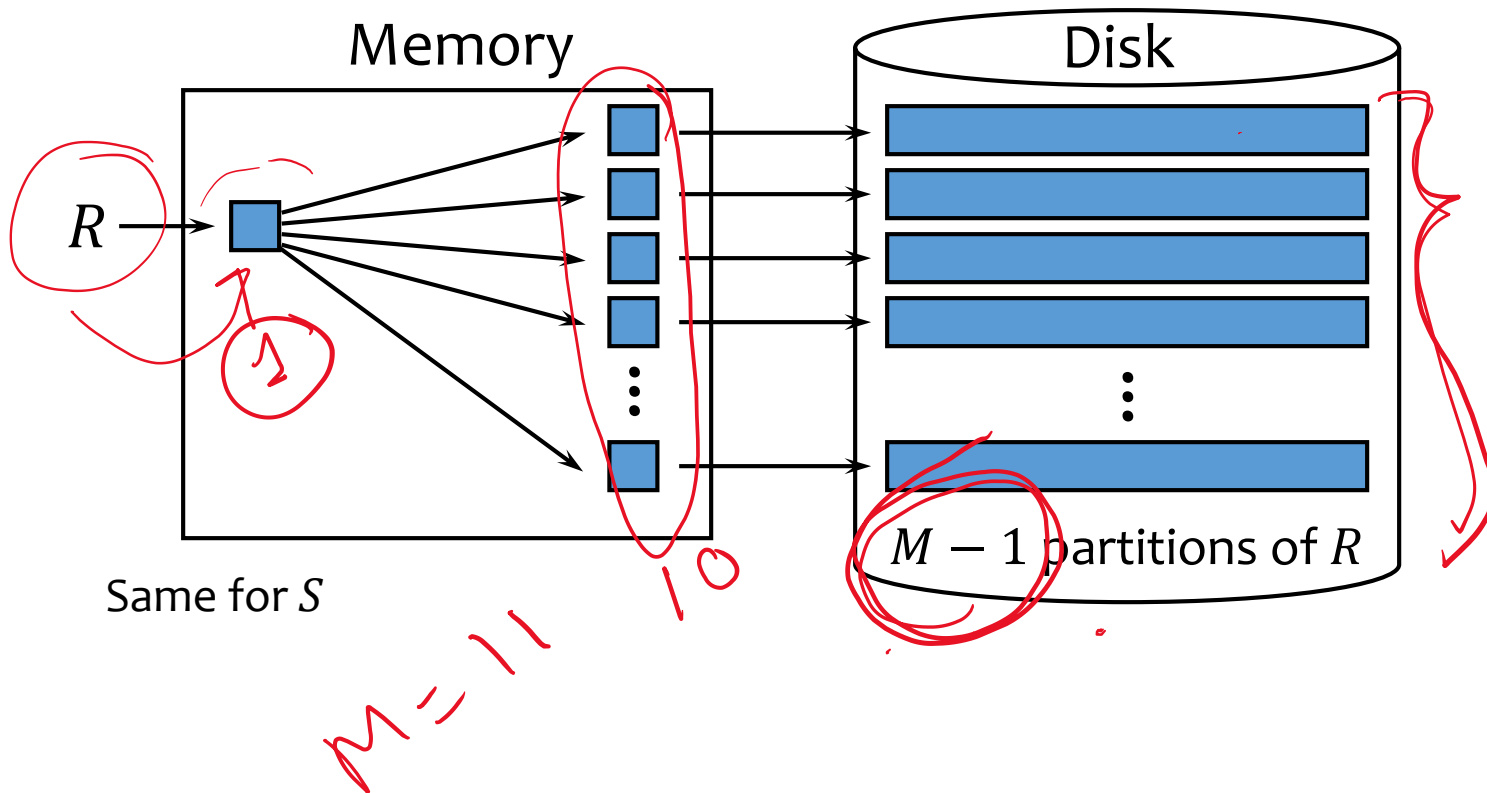 Memory
Disk
R
1
⋮
⋮
M − 1 partitions of R
Same for S
M = 11
10